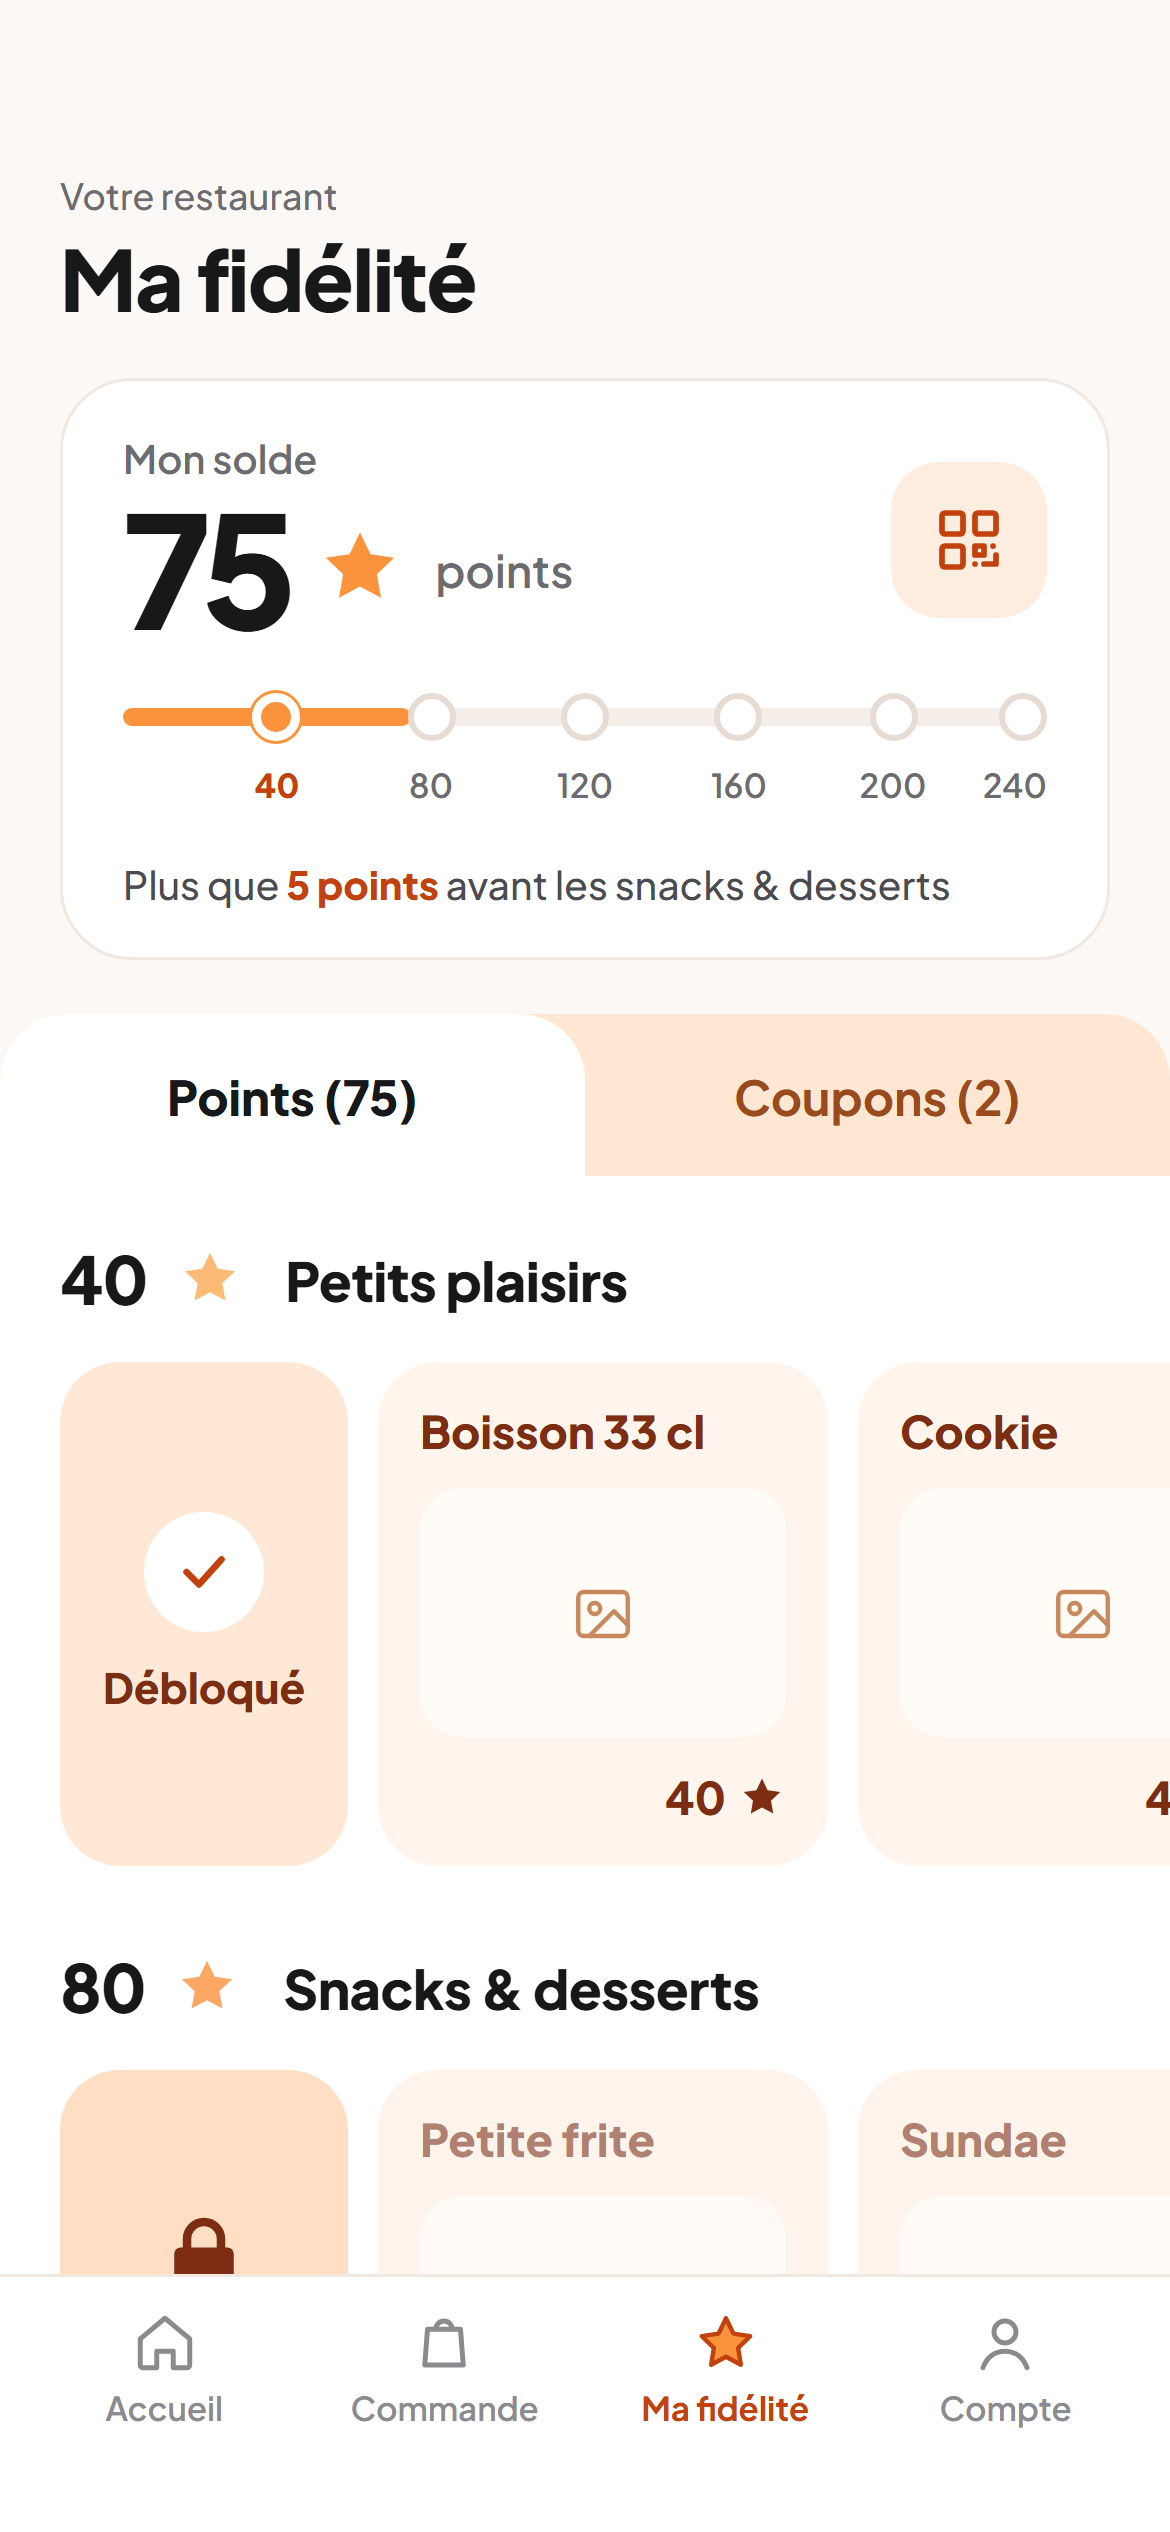 Votre restaurant
Ma fidélité
Mon solde
75 points
40 80 120 160 200 240
Plus que 5 points avant les snacks & desserts
Points (75) Coupons (2)
40 Petits plaisirs
Débloqué
Boisson 33 cl
40
Cookie
4
80 Snacks & desserts
Petite frite
Sundae
Accueil Commande Ma fidélité Compte